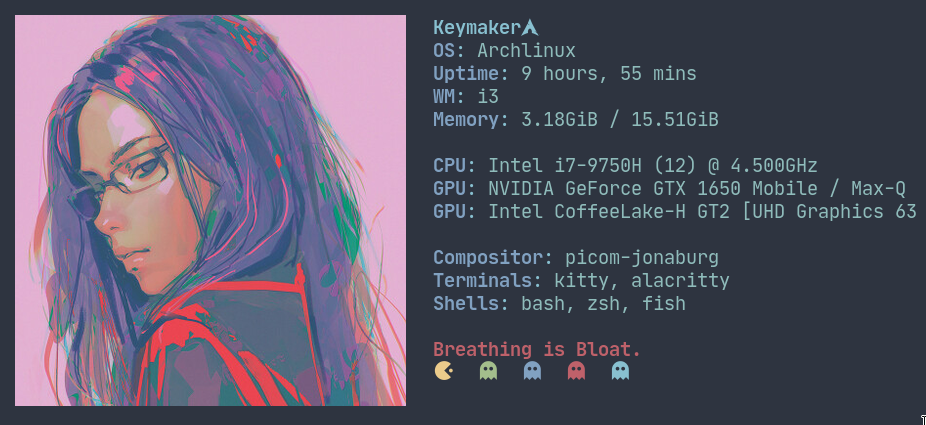 Keymaker
OS: Archlinux
Uptime: 9 hours, 55 mins
WM: i3
Memory: 3.18GiB / 15.51GiB
CPU: Intel i7-9750H (12) @ 4.500GHz
GPU: NVIDIA GeForce GTX 1650 Mobile / Max-Q
GPU: Intel CoffeeLake-H GT2 [UHD Graphics 63
Compositor: picom-jonaburg
Terminals: kitty, alacritty
Shells: bash, zsh, fish
Breathing is Bloat.